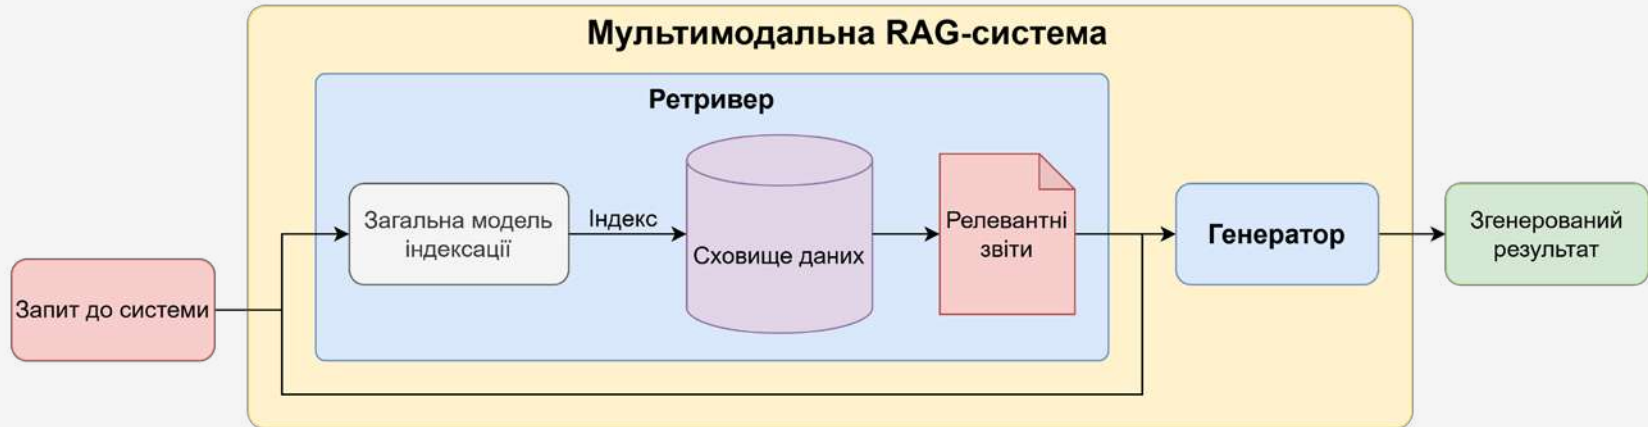 Мультимодальна RAG-система
Ретривер
Запит до системи
Загальна модель
індексації
Індекс
Сховище даних
Релевантні
звіти
Генератор
Згенерований
результат